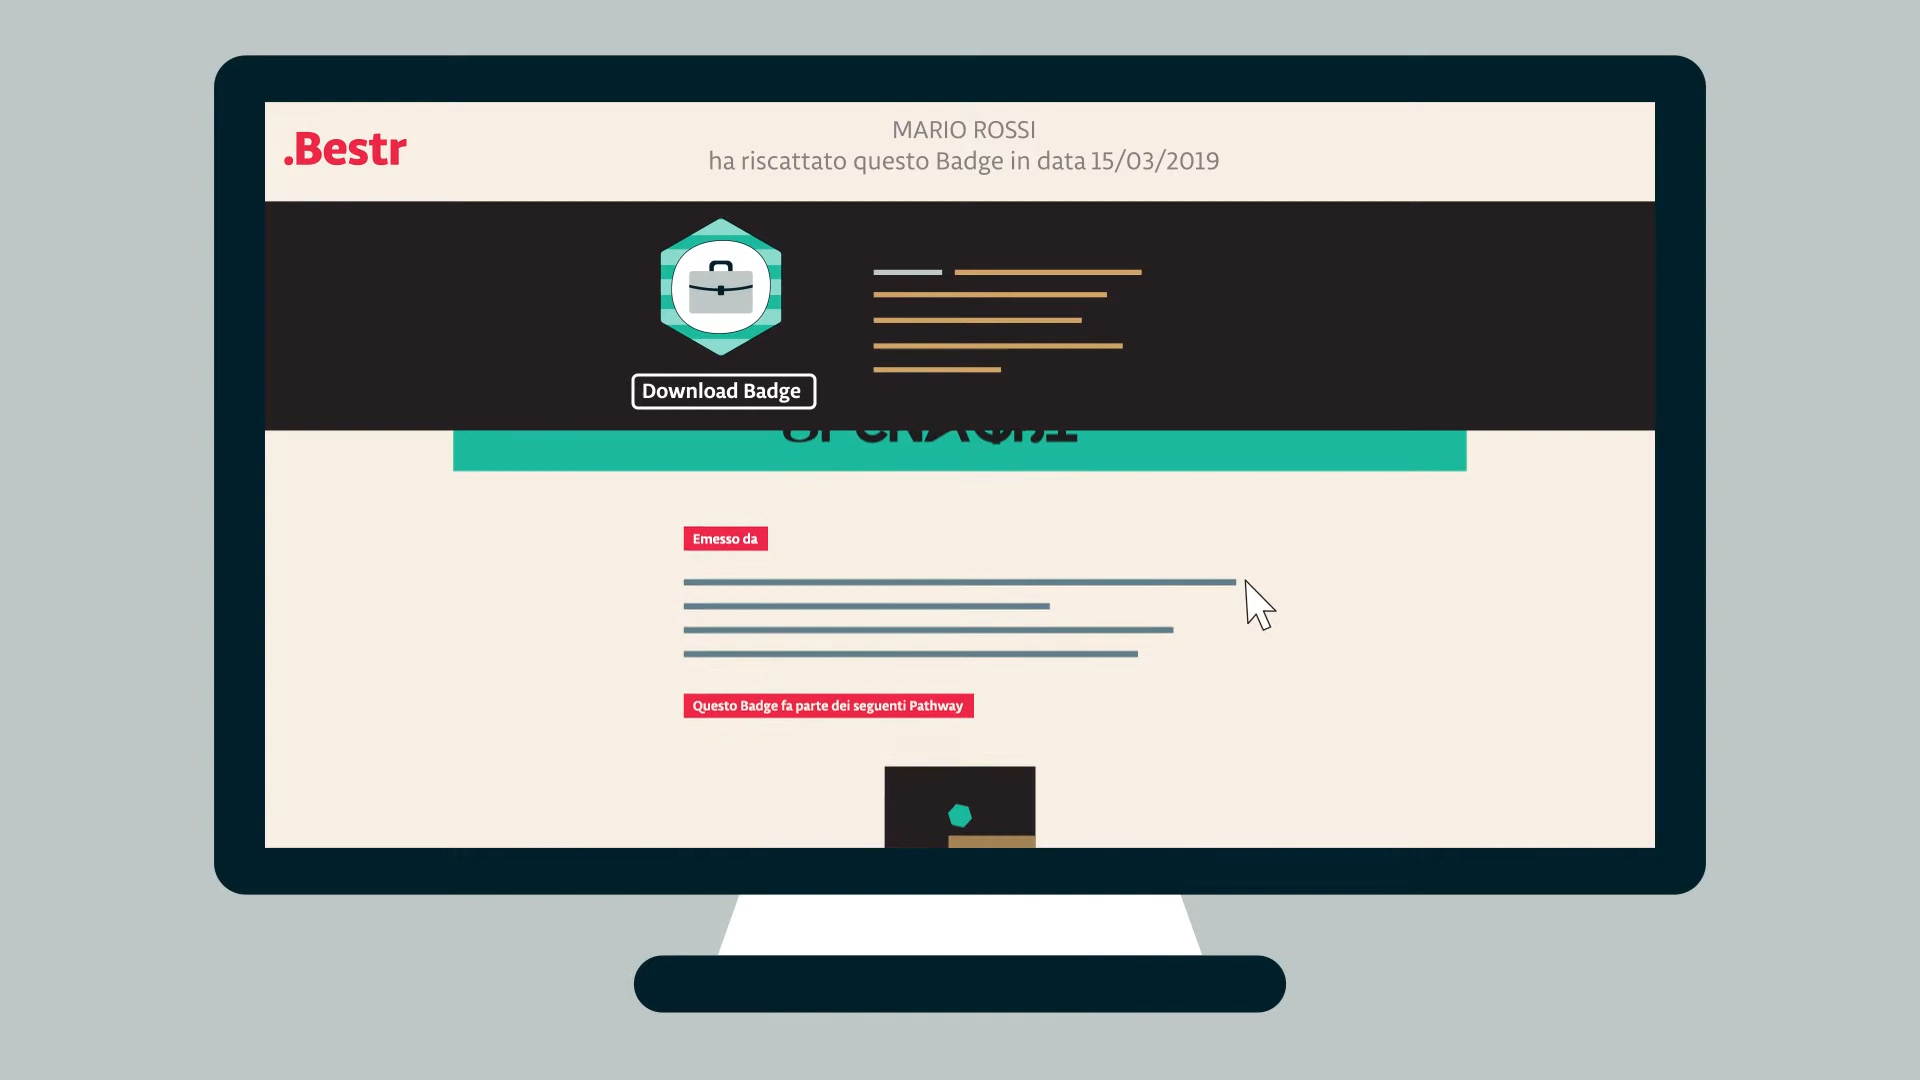 .Bestr
MARIO ROSSI
ha riscattato questo Badge in data 15/03/2019
Download Badge
Emesso da
Questo Badge fa parte dei seguenti Pathway